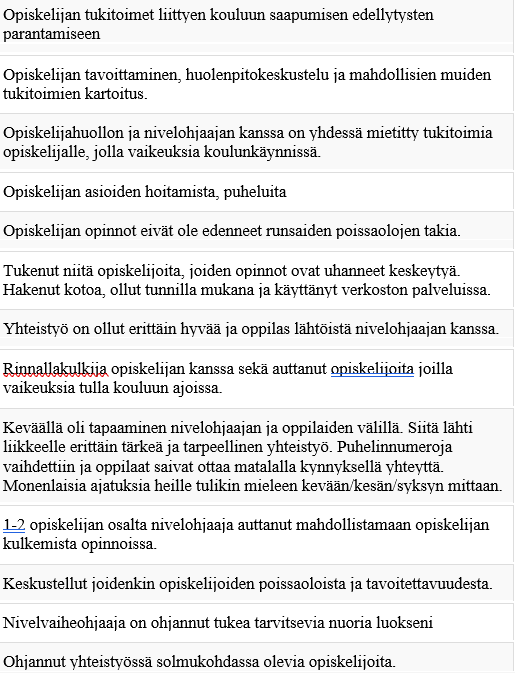 Opiskelijan tukitoimet liittyen kouluun saapumisen edellytysten
parantamiseen
Opiskelijan tavoittaminen, huolenpitokeskustelu ja mahdollisien muiden
tukitoimien kartoitus.
Opiskelijahuollon ja nivelohjaajan kanssa on yhdessä mietitty tukitoimia
opiskelijalle, jolla vaikeuksia koulunkäynnissä.
Opiskelijan asioiden hoitamista, puheluita
Opiskelijan opinnot eivät ole edenneet runsaiden poissaolojen takia.
Tukenut niitä opiskelijoita, joiden opinnot ovat uhanneet keskeytyä.
Hakenut kotoa, ollut tunnilla mukana ja käyttänyt verkoston palveluissa.
Yhteistyö on ollut erittäin hyvää ja oppilas lähtöistä nivelohjaajan kanssa.
Rinnallakulkija opiskelijan kanssa sekä auttanut opiskelijoita joilla
vaikeuksia tulla kouluun ajoissa.
Keväällä oli tapaaminen nivelohjaajan ja oppilaiden välillä. Siitä lähti
liikkeelle erittäin tärkeä ja tarpeellinen yhteistyö. Puhelinnumeroja
vaihdettiin ja oppilaat saivat ottaa matalalla kynnyksellä yhteyttä.
Monenlaisia ajatuksia heille tulikin mieleen kevään/kesän/syksyn mittaan.
1-2 opiskelijan osalta nivelohjaaja auttanut mahdollistamaan opiskelijan
kulkemista opinnoissa.
Keskustellut joidenkin opiskelijoiden poissaoloista ja tavoitettavuudesta.
Nivelvaiheohjaaja on ohjannut tukea tarvitsevia nuoria luokseni
Ohjannut yhteistyössä solmukohdassa olevia opiskelijoita.